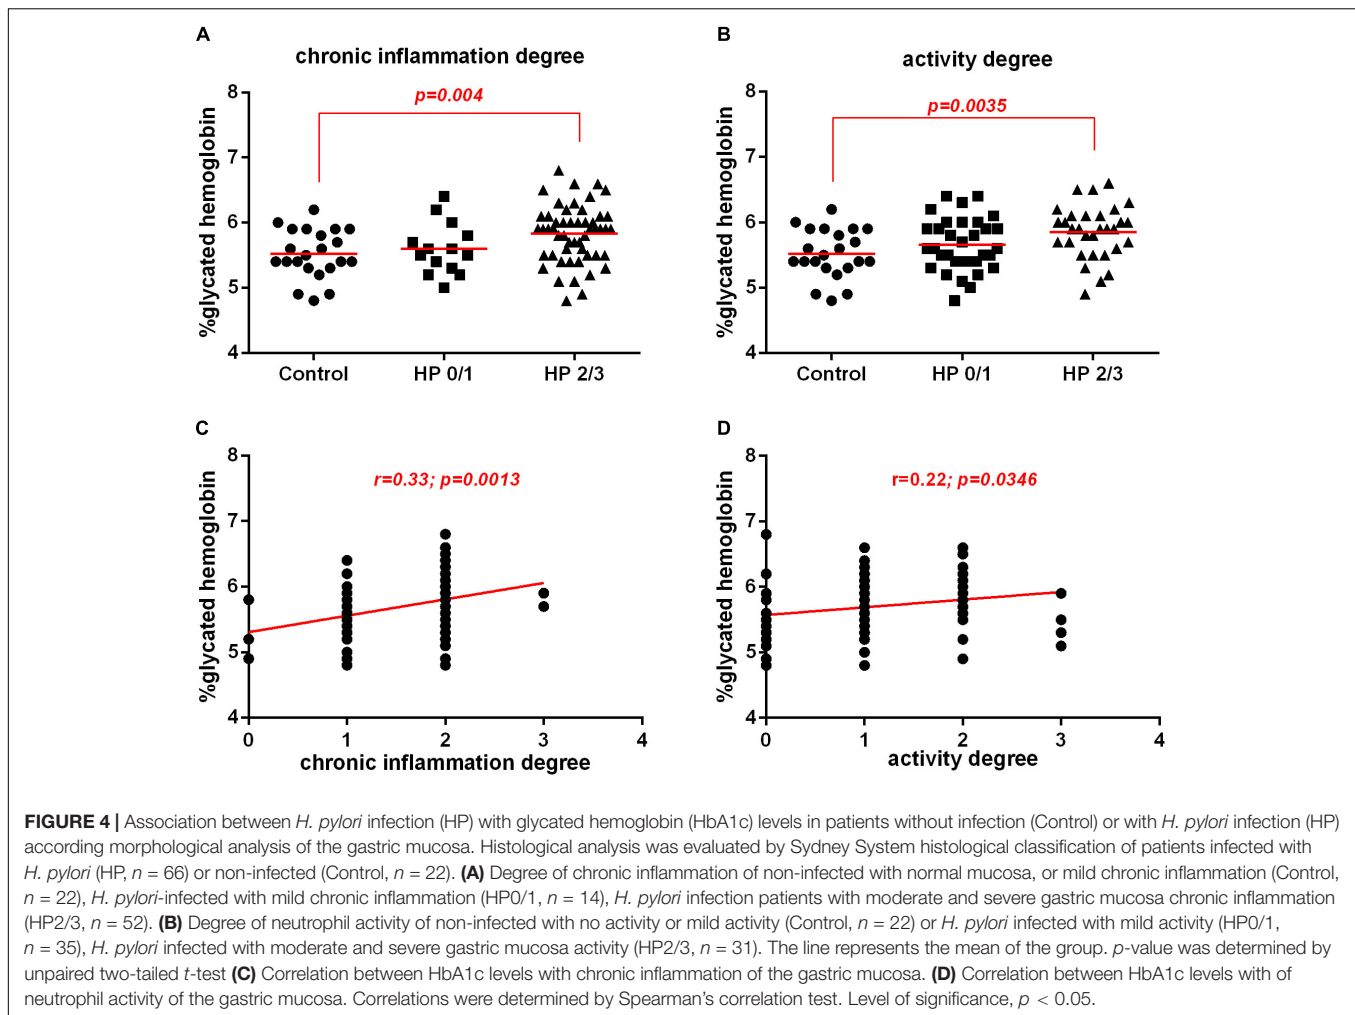 A
chronic inflammation degree
p=0.004
%glycated hemoglobin
8
7
6
5
4
Control HP 0/1 HP 2/3
B
activity degree
p=0.0035
%glycated hemoglobin
8
7
6
5
4
Control HP 0/1 HP 2/3
C
r=0.33; p=0.0013
%glycated hemoglobin
8
7
6
5
4
0 1 2 3 4
chronic inflammation degree
D
r=0.22; p=0.0346
%glycated hemoglobin
8
7
6
5
4
0 1 2 3 4
activity degree
FIGURE 4 | Association between H. pylori infection (HP) with glycated hemoglobin (HbA1c) levels in patients without infection (Control) or with H. pylori infection (HP)
according morphological analysis of the gastric mucosa. Histological analysis was evaluated by Sydney System histological classification of patients infected with
H. pylori (HP, n = 66) or non-infected (Control, n = 22). (A) Degree of chronic inflammation of non-infected with normal mucosa, or mild chronic inflammation (Control,
n = 22), H. pylori-infected with mild chronic inflammation (HP0/1, n = 14), H. pylori infection patients with moderate and severe gastric mucosa chronic inflammation
(HP2/3, n = 52). (B) Degree of neutrophil activity of non-infected with no activity or mild activity (Control, n = 22) or H. pylori infected with mild activity (HP0/1,
n = 35), H. pylori infected with moderate and severe gastric mucosa activity (HP2/3, n = 31). The line represents the mean of the group. p-value was determined by
unpaired two-tailed t-test (C) Correlation between HbA1c levels with chronic inflammation of the gastric mucosa. (D) Correlation between HbA1c levels with of
neutrophil activity of the gastric mucosa. Correlations were determined by Spearman's correlation test. Level of significance, p < 0.05.